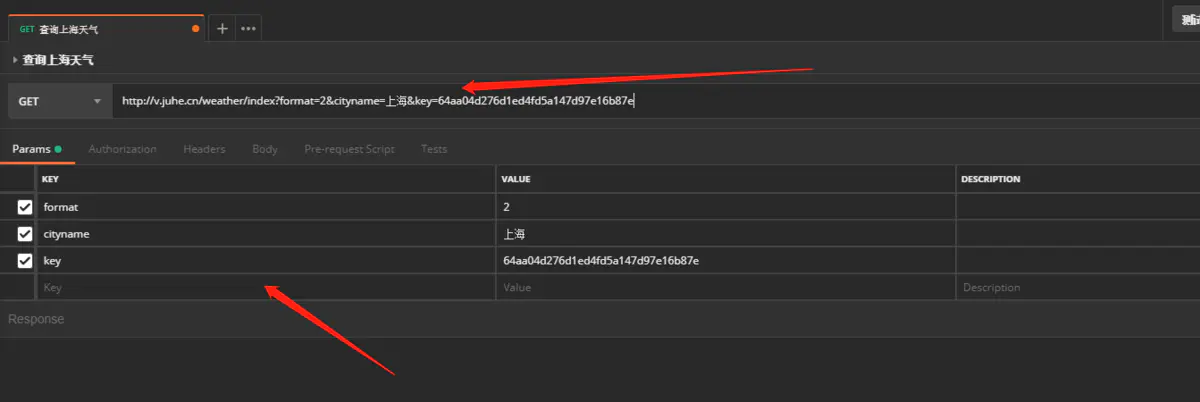 GET 查询上海天气
测试
查询上海天气
GET http://v.juhe.cn/weather/index?format=2&cityname=上海&key=64aa04d276d1ed4fd5a147d97e16b87e
Params Authorization Headers Body Pre-request Script Tests
KEY VALUE DESCRIPTION
format 2
cityname 上海
key 64aa04d276d1ed4fd5a147d97e16b87e
Key Value Description
Response